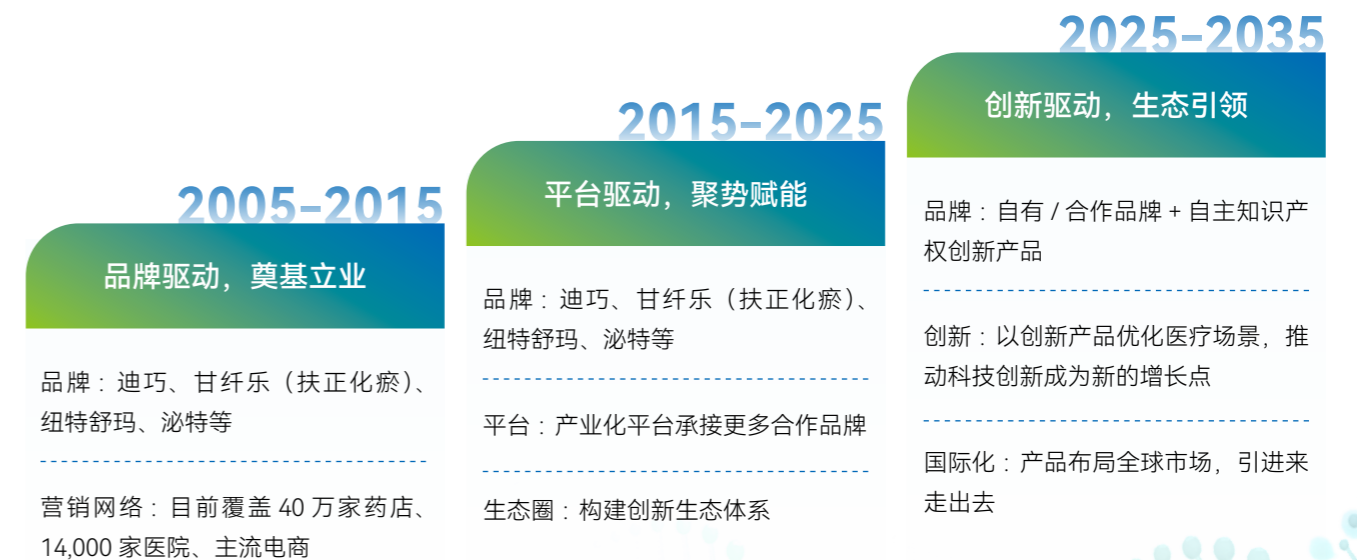 2005-2015
品牌驱动，奠基立业
品牌：迪巧、甘纤乐（扶正化瘀）、
纽特舒玛、泌特等
营销网络：目前覆盖 40 万家药店、
14,000 家医院、主流电商
2015-2025
平台驱动，聚势赋能
品牌：迪巧、甘纤乐（扶正化瘀）、
纽特舒玛、泌特等
平台：产业化平台承接更多合作品牌
生态圈：构建创新生态体系
2025-2035
创新驱动，生态引领
品牌：自有 / 合作品牌 + 自主知识产
权创新产品
创新：以创新产品优化医疗场景，推
动科技创新成为新的增长点
国际化：产品布局全球市场，引进来
走出去